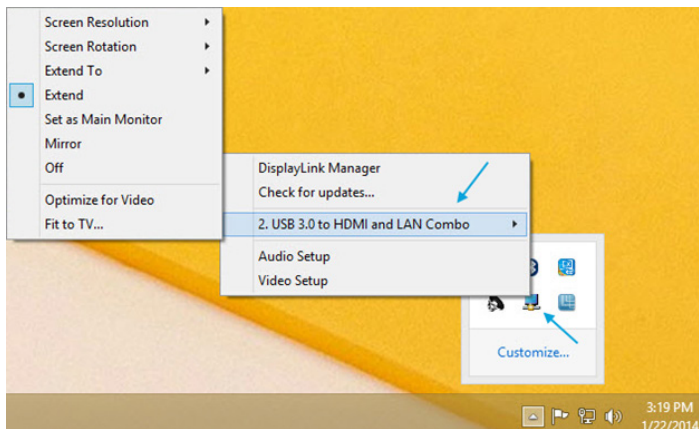 Screen Resolution
Screen Rotation
Extend To
Extend
Set as Main Monitor
Mirror
Off
Optimize for Video
Fit to TV...
DisplayLink Manager
Check for updates...
2. USB 3.0 to HDMI and LAN Combo
Audio Setup
Video Setup
Customize...
3:19 PM
1/22/2014